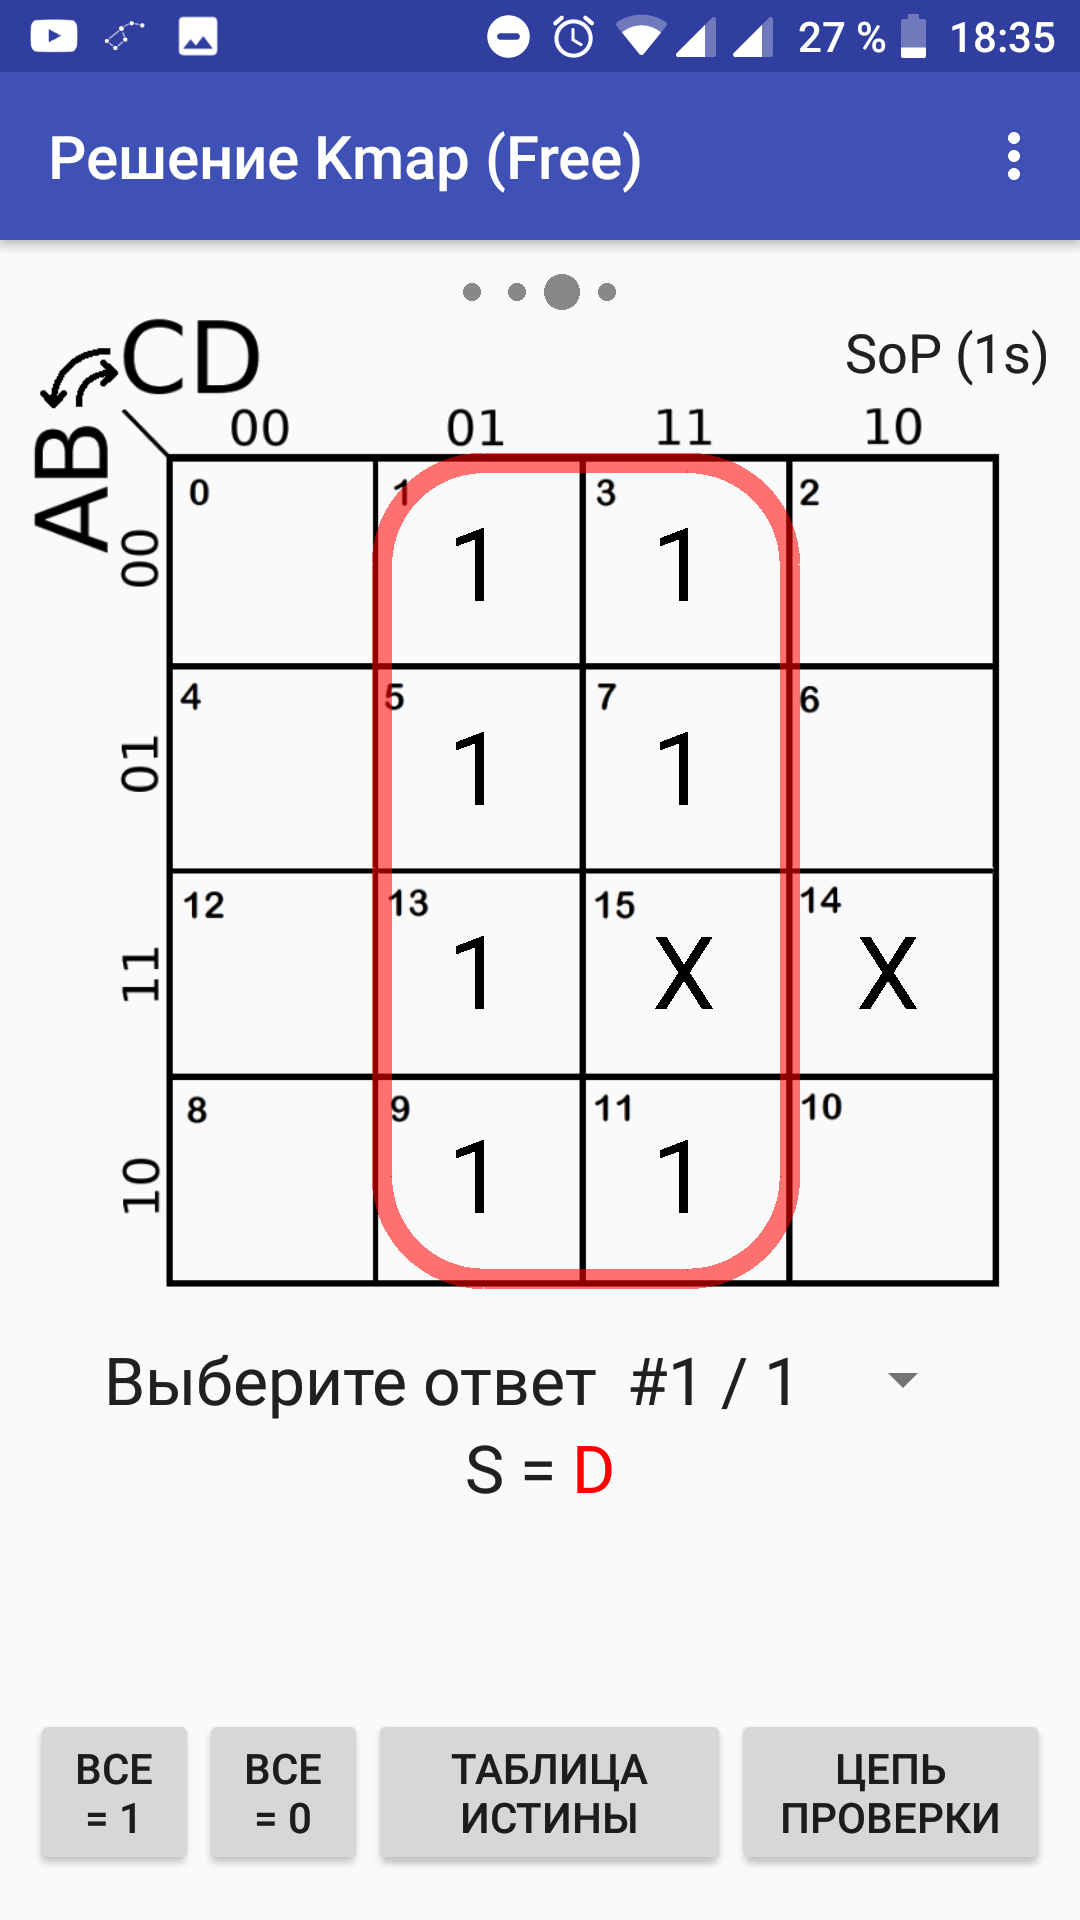 27 % 18:35
Решение Kmap (Free)
CD
SoP (1s)
AB
00 01 11 10
00
0 1 3 2
1 1
01
4 5 7 6
1 1
11
12 13 15 14
1 X X
10
8 9 11 10
1 1
Выберите ответ #1 / 1
S = D
ВСЕ = 1
ВСЕ = 0
ТАБЛИЦА ИСТИНЫ
ЦЕПЬ ПРОВЕРКИ